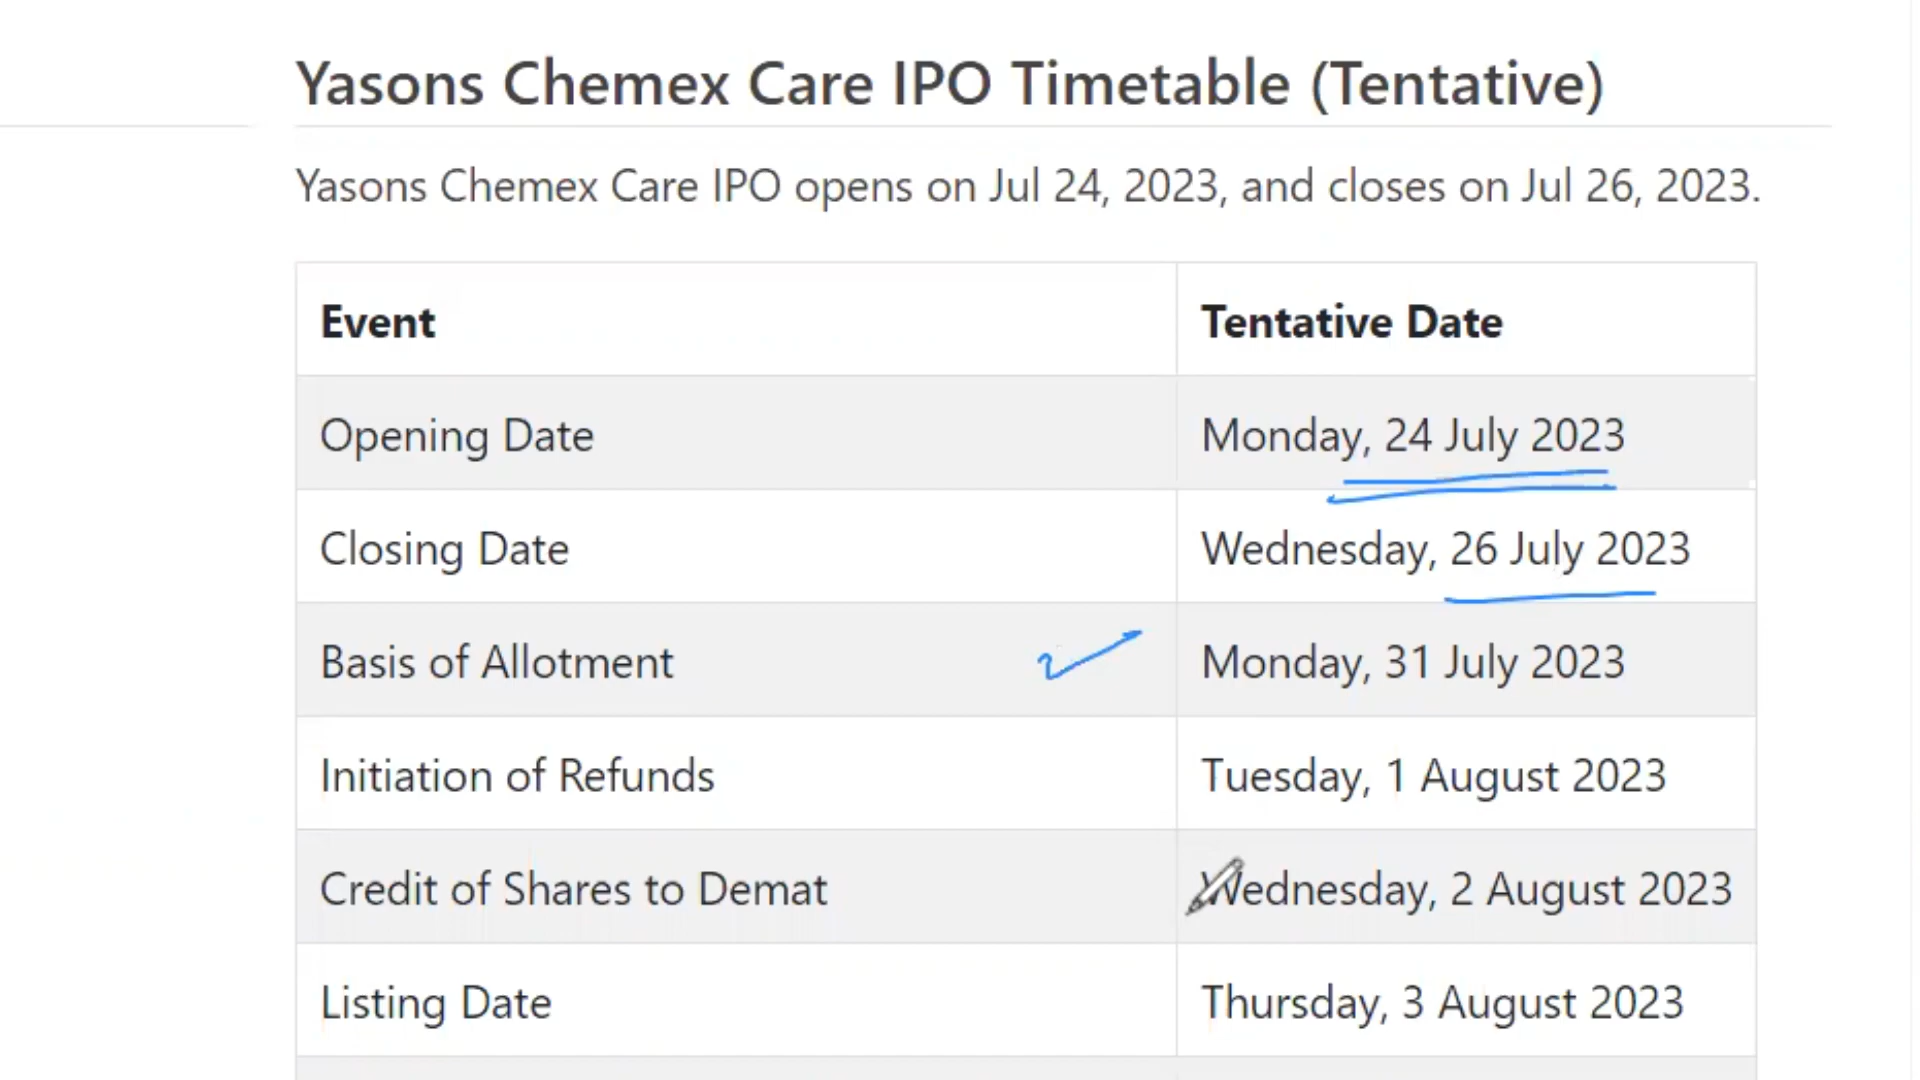 Yasons Chemex Care IPO Timetable (Tentative)
Yasons Chemex Care IPO opens on Jul 24, 2023, and closes on Jul 26, 2023.
Event Tentative Date
Opening Date Monday, 24 July 2023
Closing Date Wednesday, 26 July 2023
Basis of Allotment Monday, 31 July 2023
Initiation of Refunds Tuesday, 1 August 2023
Credit of Shares to Demat Wednesday, 2 August 2023
Listing Date Thursday, 3 August 2023